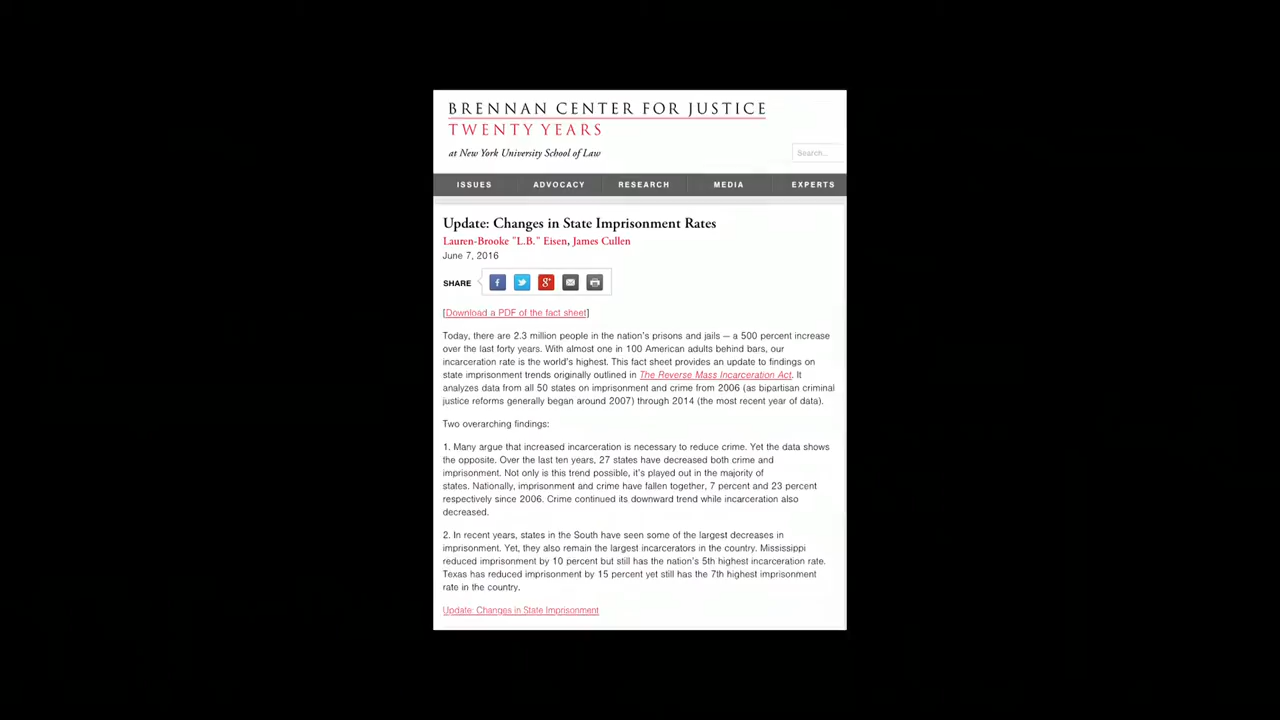 BRENNAN CENTER FOR JUSTICE
TWENTY YEARS
at New York University School of Law
Search...
ISSUES ADVOCACY RESEARCH MEDIA EXPERTS
Update: Changes in State Imprisonment Rates
Lauren-Brooke "L.B." Eisen, James Cullen
June 7, 2016
SHARE
[Download a PDF of the fact sheet]
Today, there are 2.3 million people in the nation's prisons and jails — a 500 percent increase
over the last forty years. With almost one in 100 American adults behind bars, our
incarceration rate is the world's highest. This fact sheet provides an update to findings on
state imprisonment trends originally outlined in The Reverse Mass Incarceration Act. It
analyzes data from all 50 states on imprisonment and crime from 2006 (as bipartisan criminal
justice reforms generally began around 2007) through 2014 (the most recent year of data).
Two overarching findings:
1. Many argue that increased incarceration is necessary to reduce crime. Yet the data shows
the opposite. Over the last ten years, 27 states have decreased both crime and
imprisonment. Not only is this trend possible, it's played out in the majority of
states. Nationally, imprisonment and crime have fallen together, 7 percent and 23 percent
respectively since 2006. Crime continued its downward trend while incarceration also
decreased.
2. In recent years, states in the South have seen some of the largest decreases in
imprisonment. Yet, they also remain the largest incarcerators in the country. Mississippi
reduced imprisonment by 10 percent but still has the nation's 5th highest incarceration rate.
Texas has reduced imprisonment by 15 percent yet still has the 7th highest imprisonment
rate in the country.
Update: Changes in State Imprisonment